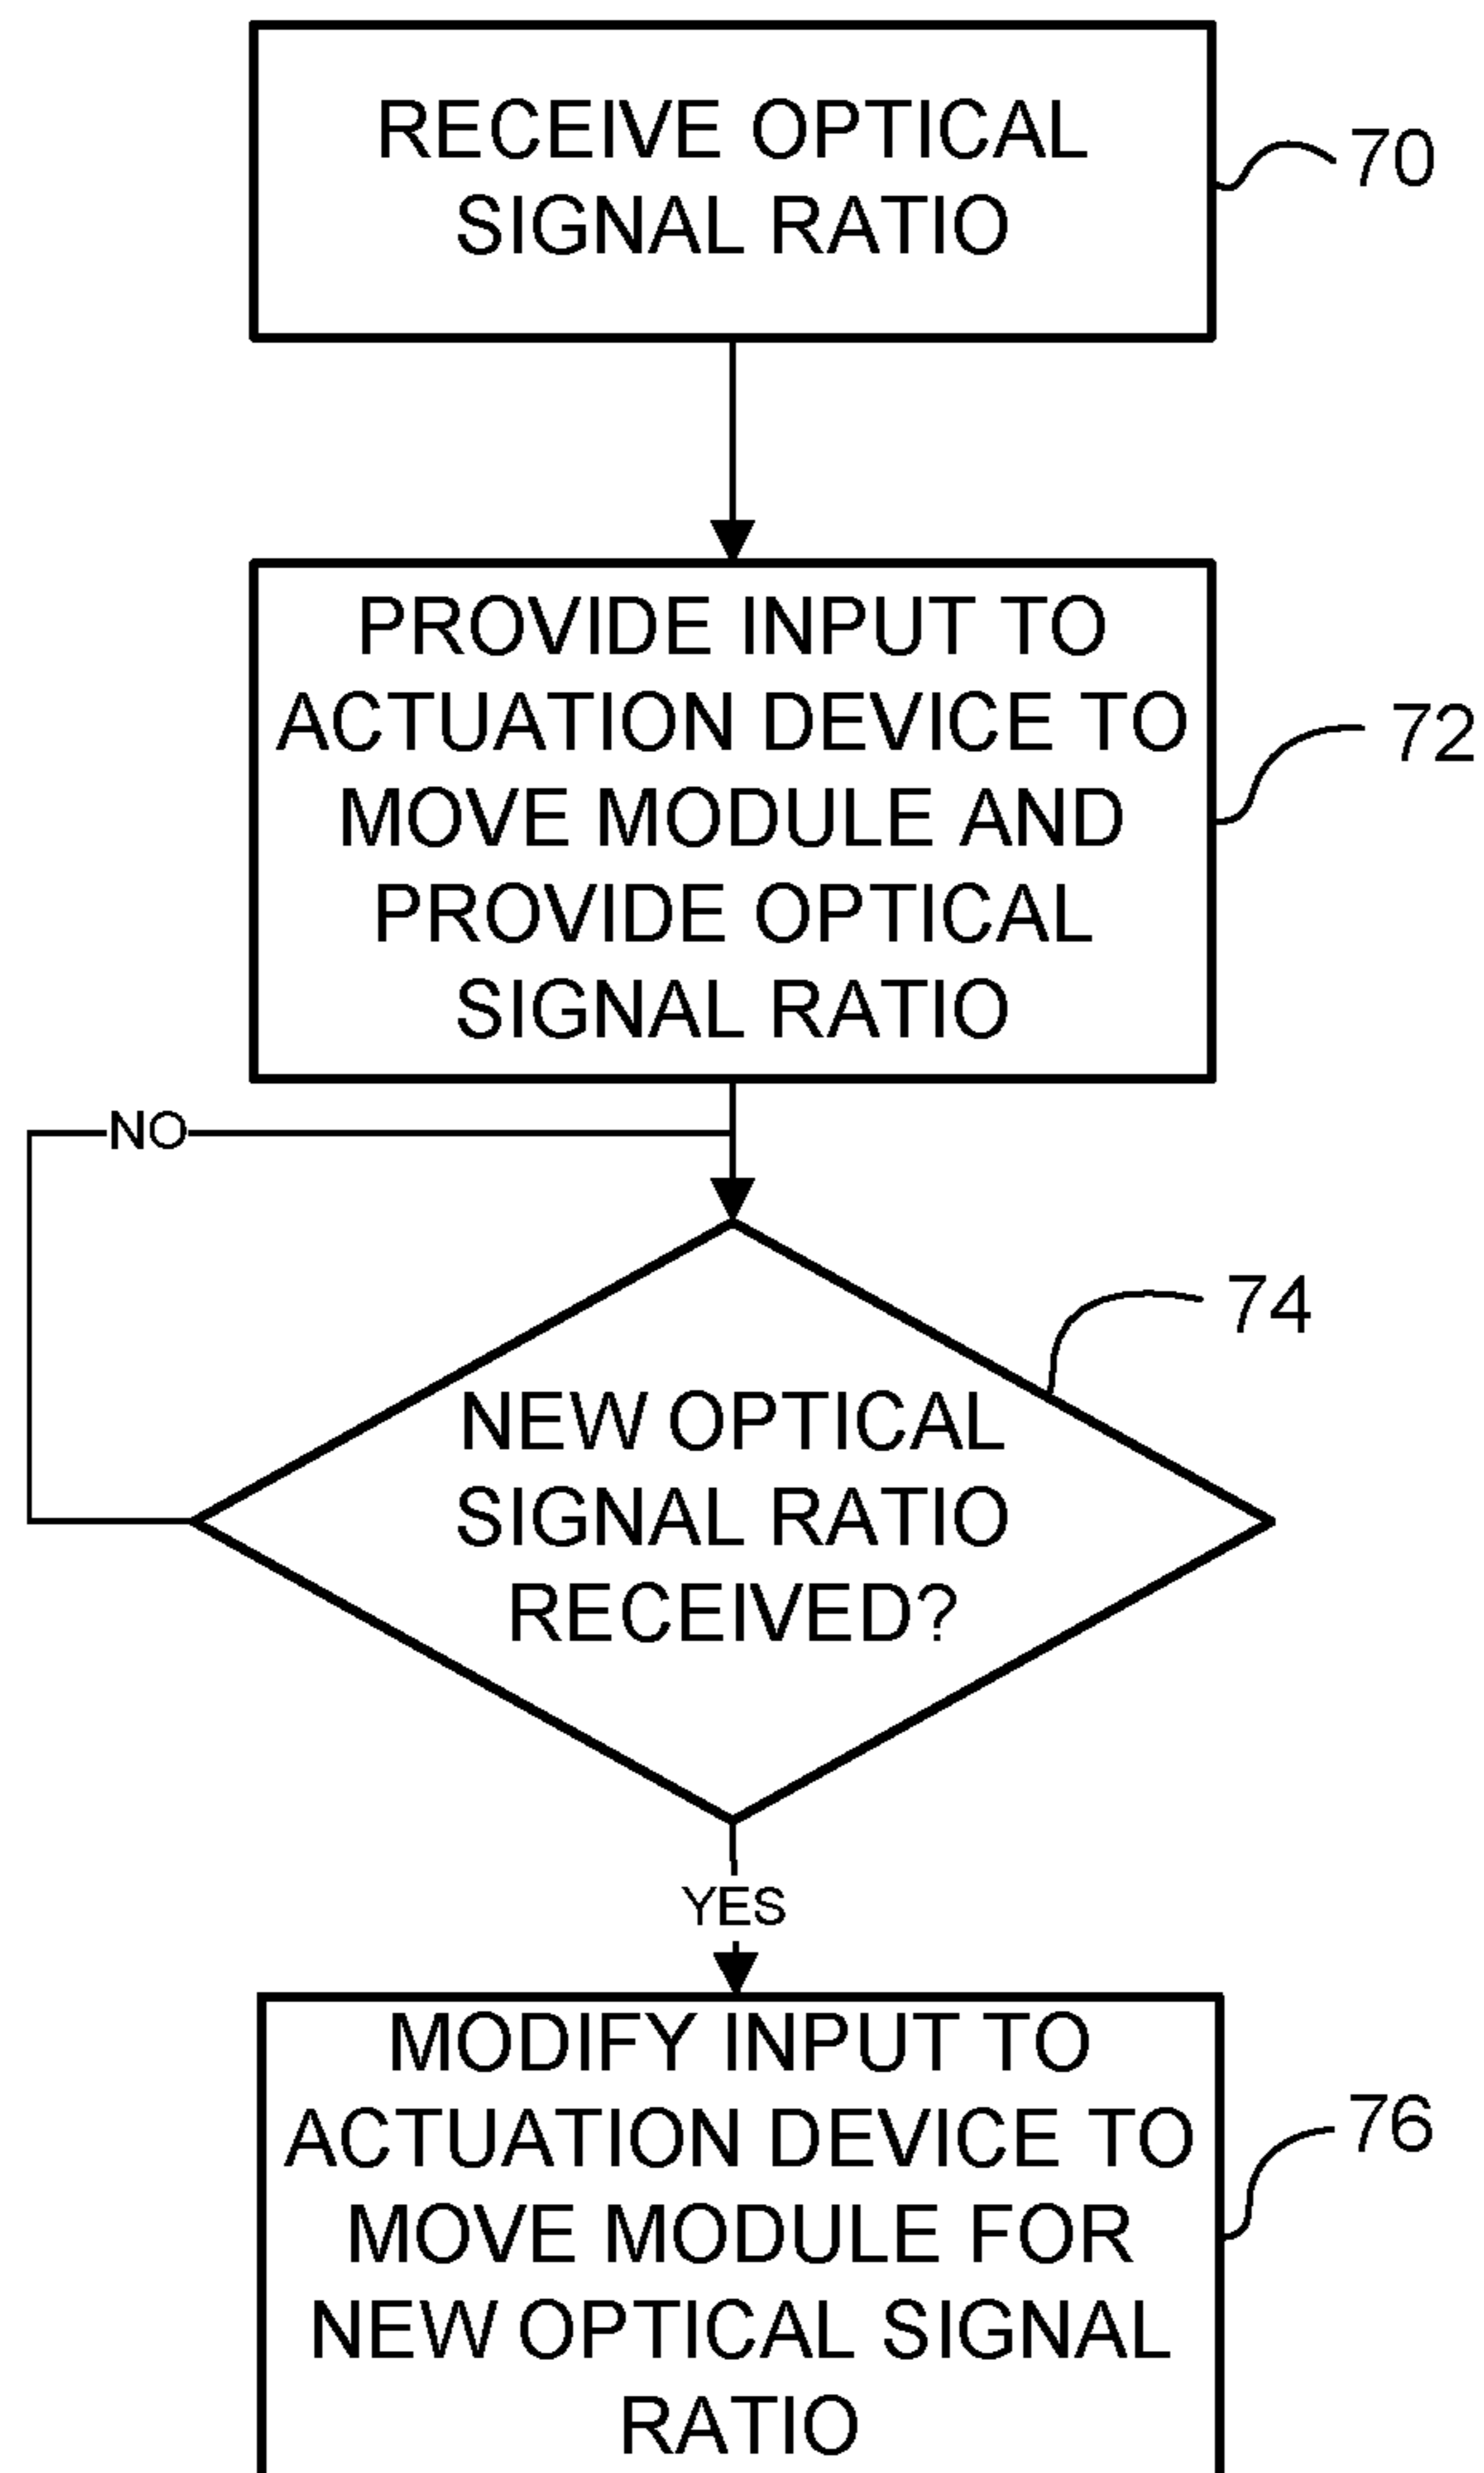 RECEIVE OPTICAL
SIGNAL RATIO
70
PROVIDE INPUT TO
ACTUATION DEVICE TO
MOVE MODULE AND
PROVIDE OPTICAL
SIGNAL RATIO
72
NO
NEW OPTICAL
SIGNAL RATIO
RECEIVED?
74
YES
MODIFY INPUT TO
ACTUATION DEVICE TO
MOVE MODULE FOR
NEW OPTICAL SIGNAL
RATIO
76